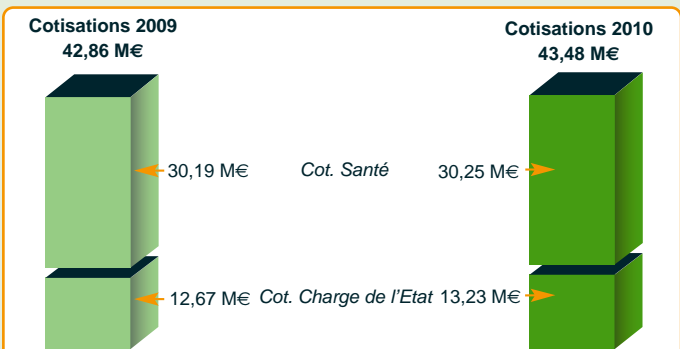 Cotisations 2009
42,86 M€
Cotisations 2010
43,48 M€
30,19 M€ Cot. Santé 30,25 M€
12,67 M€ Cot. Charge de l’Etat 13,23 M€